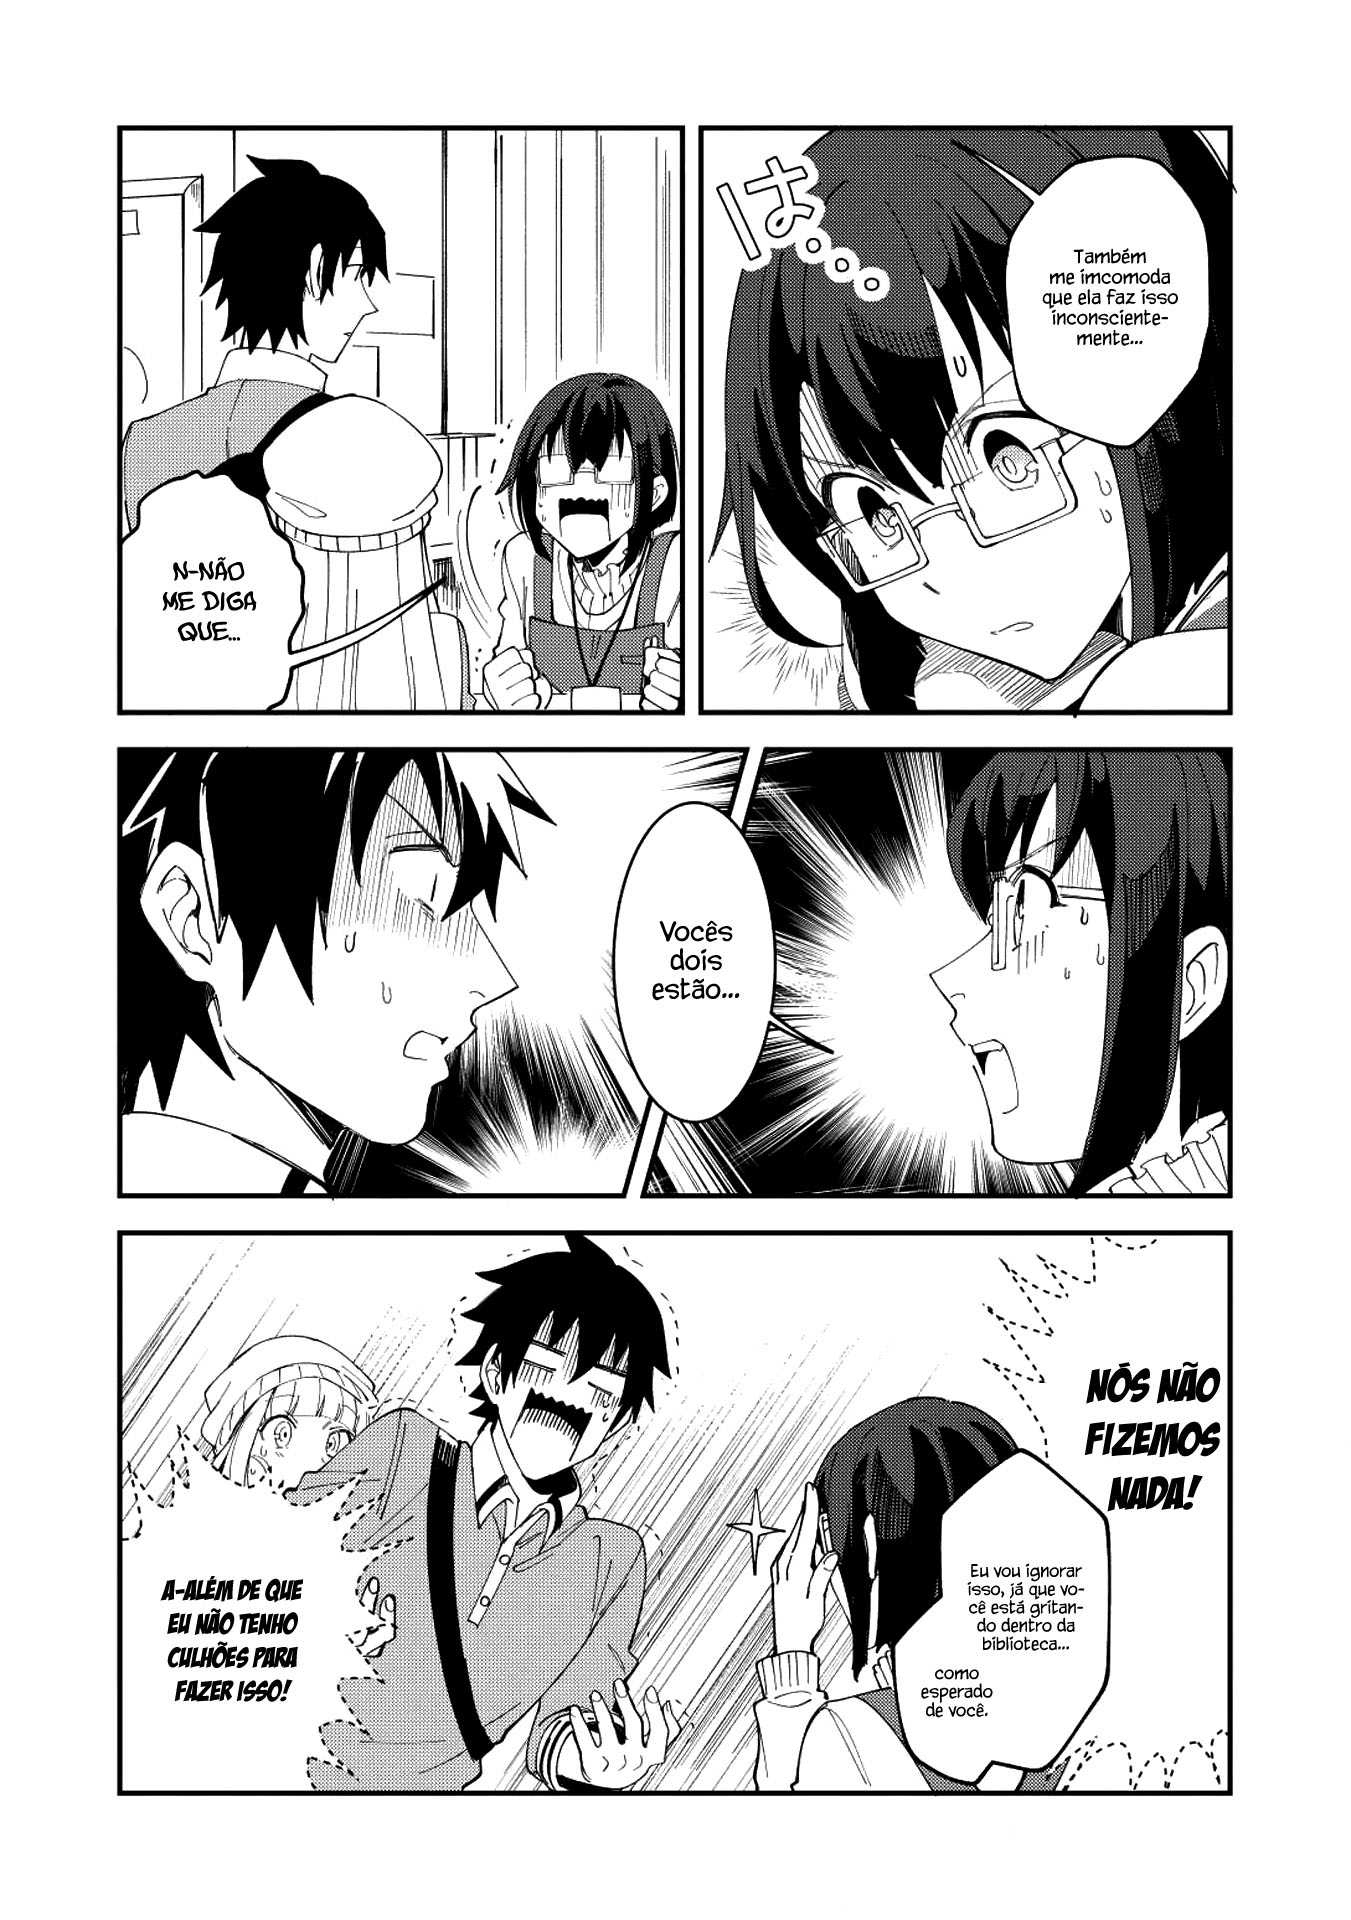 Também
me imcomoda
que ela faz isso
inconsciente-
mente...
は...
N-NÃO
ME DIGA
QUE...
Vocês
dois
estão...
NÓS NÃO
FIZEMOS
NADA!
Eu vou ignorar
isso, já que vo-
cê está gritan-
do dentro da
biblioteca...
como
esperado
de você.
A-ALÉM DE QUE
EU NÃO TENHO
CULHÕES PARA
FAZER ISSO!